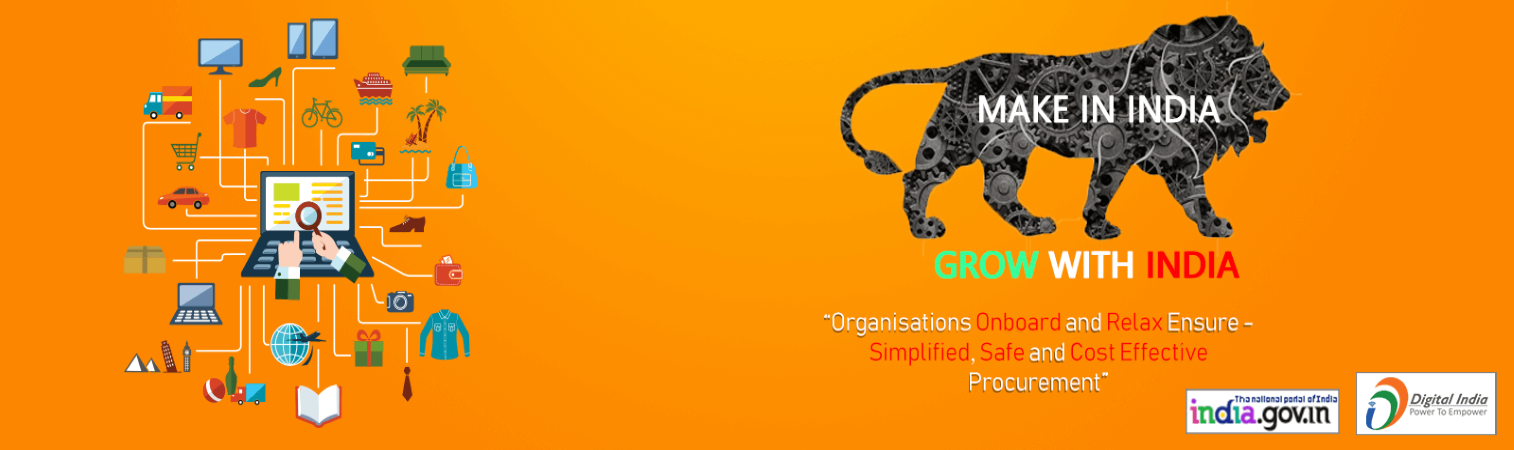 MAKE IN INDIA
GROW WITH INDIA
“Organisations Onboard and Relax Ensure -
Simplified, Safe and Cost Effective
Procurement”
The national portal of India
india.gov.in
Digital India
Power To Empower